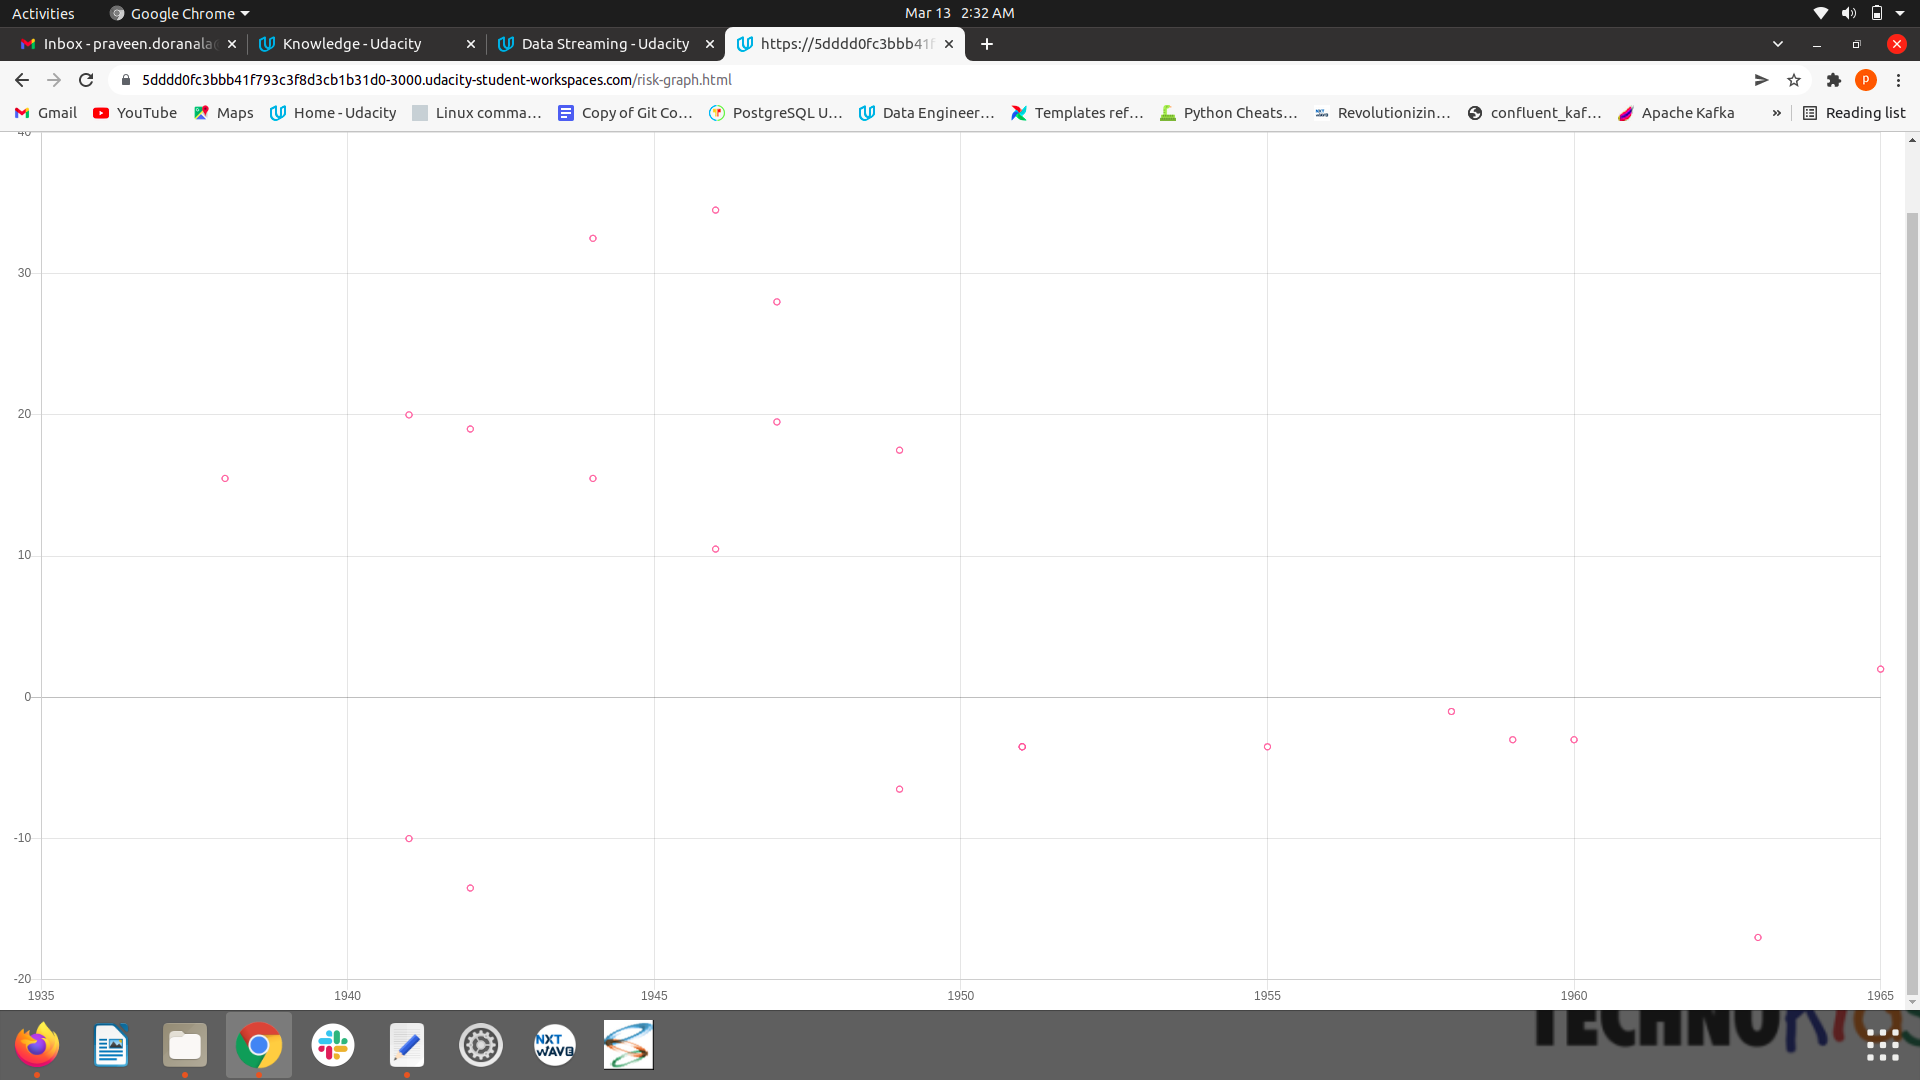 Activities Google Chrome Mar 13 2:32 AM
Inbox - praveen.doranala Knowledge - Udacity Data Streaming - Udacity https://5dddd0fc3bbb41f
5dddd0fc3bbb41f793c3f8d3cb1b31d0-3000.udacity-student-workspaces.com/risk-graph.html P
Gmail YouTube Maps Home - Udacity Linux comma... Copy of Git Co... PostgreSQL U... Data Engineer... Templates ref... Python Cheats... Revolutionizin... confluent_kaf... Apache Kafka » Reading list
40
30
20
10
0
-10
-20
1935 1940 1945 1950 1955 1960 1965
NXT
WAVE
TECHNOKIDS